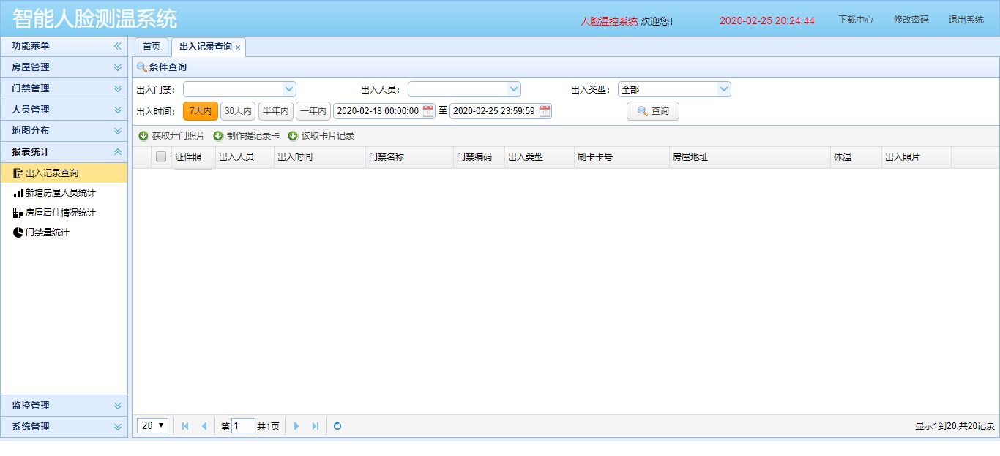 智能人脸测温系统
人脸温控系统 欢迎您! 2020-02-25 20:24:44 下载中心 修改密码 退出系统
功能菜单
房屋管理
门禁管理
人员管理
地图分布
报表统计
出入记录查询
新增房屋人员统计
房屋居住情况统计
门禁量统计
监控管理
系统管理
首页 出入记录查询 ×
条件查询
出入门禁: 出入人员: 出入类型: 全部
出入时间: 7天内 30天内 半年内 一年内 2020-02-18 00:00:00 至 2020-02-25 23:59:59 查询
获取开门照片 制作提记录卡 读取卡片记录
证件照 出入人员 出入时间 门禁名称 门禁编码 出入类型 刷卡卡号 房屋地址 体温 出入照片
20 第 1 共1页 显示1到20,共20记录